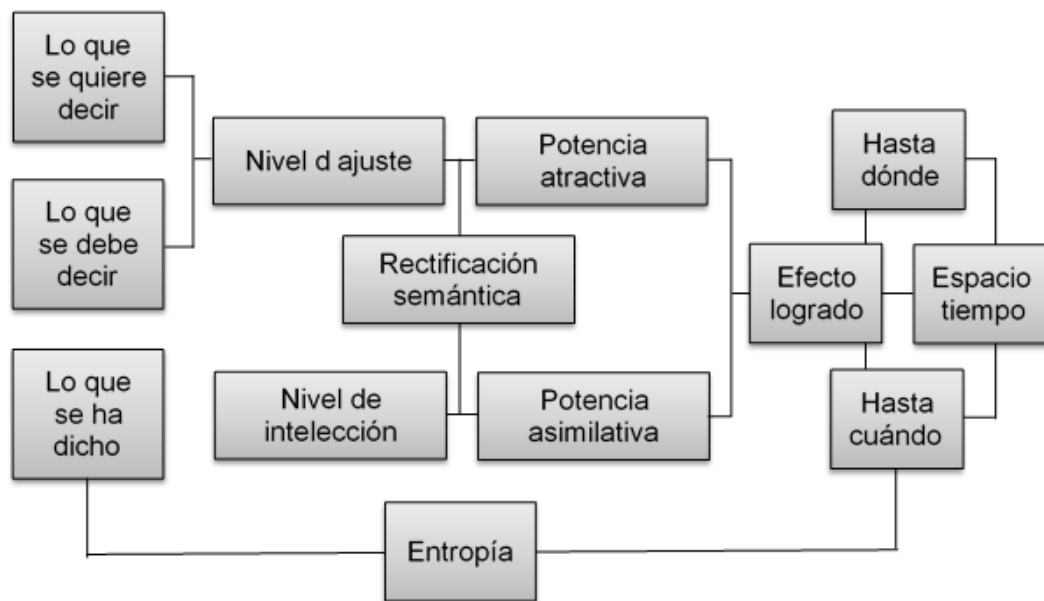 Lo que
se quiere
decir
Nivel d ajuste
Potencia
atractiva
Hasta
dónde
Lo que
se debe
decir
Rectificación
semántica
Efecto
logrado
Espacio
tiempo
Lo que
se ha
dicho
Nivel de
intelección
Potencia
asimilativa
Hasta
cuándo
Entropía